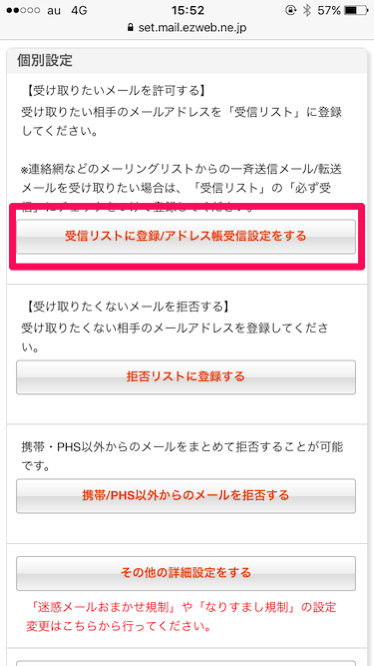 au 4G 15:52 57%
set.mail.ezweb.ne.jp
個別設定
【受け取りたいメールを許可する】
受け取りたい相手のメールアドレスを「受信リスト」に登録
してください。
※連絡網などのメーリングリストからの一斉送信メール/転送
メールを受け取りたい場合は、「受信リスト」の「必ず受
受信リストに登録/アドレス帳受信設定をする
【受け取りたくないメールを拒否する】
受け取りたくない相手のメールアドレスを登録してくださ
い。
拒否リストに登録する
携帯・PHS以外からのメールをまとめて拒否することが可能
です。
携帯/PHS以外からのメールを拒否する
その他の詳細設定をする
「迷惑メールおまかせ規制」や「なりすまし規制」の設定
変更はこちらから行ってください。